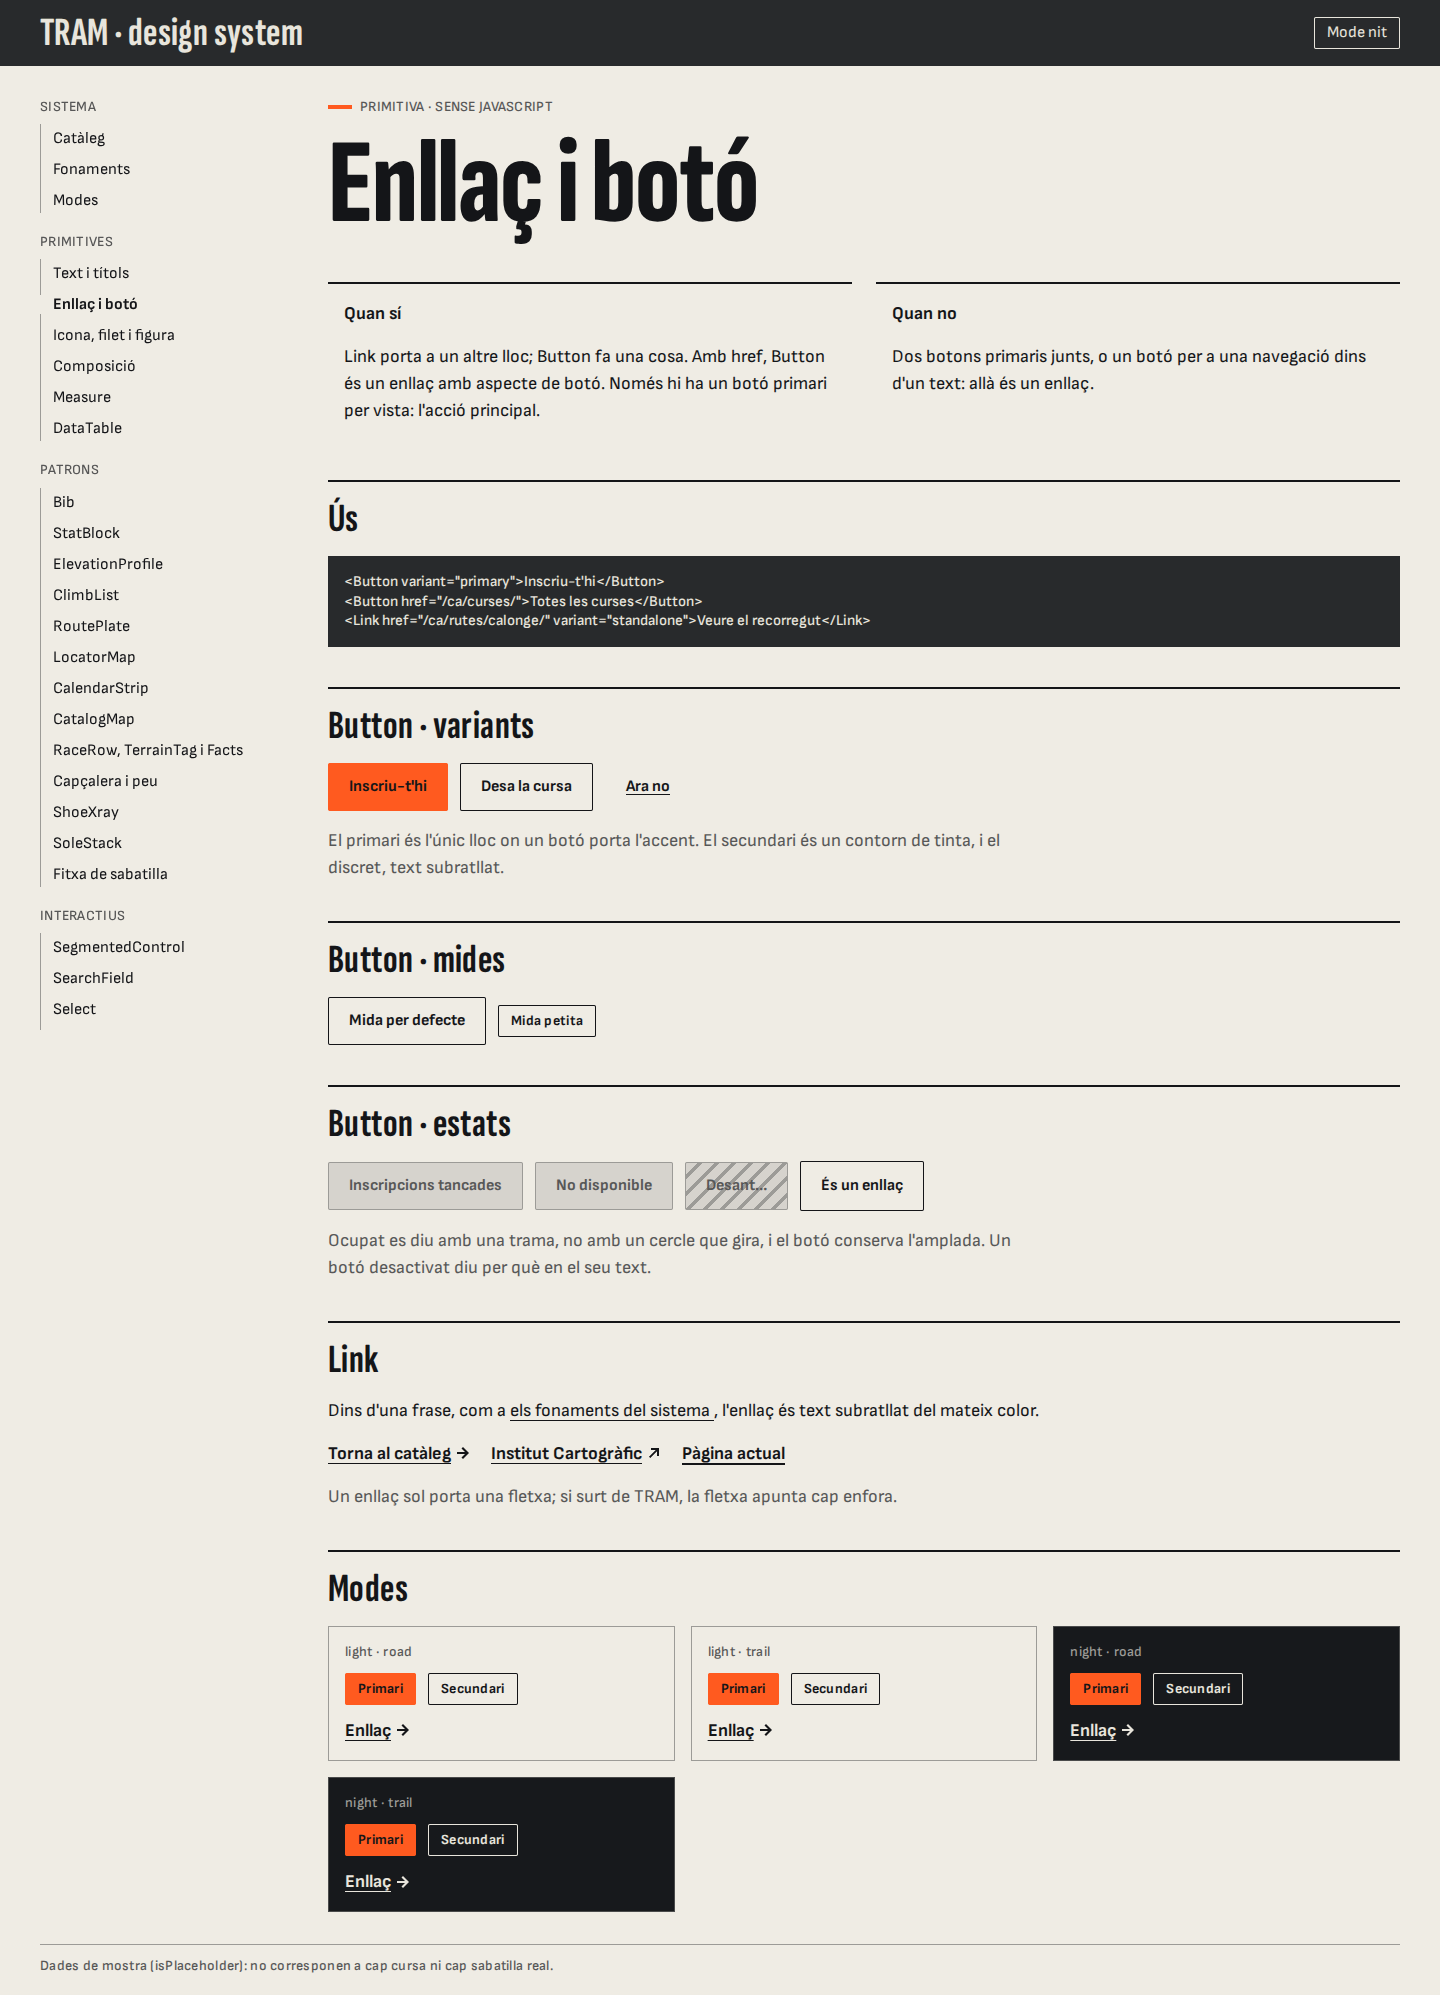 TRAM · design system
Mode nit
SISTEMA
Catàleg
Fonaments
Modes
PRIMITIVES
Text i títols
Enllaç i botó
Icona, filet i figura
Composició
Measure
DataTable
PATRONS
Bib
StatBlock
ElevationProfile
ClimbList
RoutePlate
LocatorMap
CalendarStrip
CatalogMap
RaceRow, TerrainTag i Facts
Capçalera i peu
ShoeXray
SoleStack
Fitxa de sabatilla
INTERACTIUS
SegmentedControl
SearchField
Select
PRIMITIVA · SENSE JAVASCRIPT
Enllaç i botó
Quan sí
Link porta a un altre lloc; Button fa una cosa. Amb href, Button
és un enllaç amb aspecte de botó. Només hi ha un botó primari
per vista: l'acció principal.
Quan no
Dos botons primaris junts, o un botó per a una navegació dins
d'un text: allà és un enllaç.
Ús
<Button variant="primary">Inscriu-t'hi</Button>
<Button href="/ca/curses/">Totes les curses</Button>
<Link href="/ca/rutes/calonge/" variant="standalone">Veure el recorregut</Link>
Button · variants
Inscriu-t'hi
Desa la cursa
Ara no
El primari és l'únic lloc on un botó porta l'accent. El secundari és un contorn de tinta, i el
discret, text subratllat.
Button · mides
Mida per defecte
Mida petita
Button · estats
Inscripcions tancades
No disponible
Desant…
És un enllaç
Ocupat es diu amb una trama, no amb un cercle que gira, i el botó conserva l'amplada. Un
botó desactivat diu per què en el seu text.
Link
Dins d'una frase, com a els fonaments del sistema , l'enllaç és text subratllat del mateix color.
Torna al catàleg →
Institut Cartogràfic ↗
Pàgina actual
Un enllaç sol porta una fletxa; si surt de TRAM, la fletxa apunta cap enfora.
Modes
light · road
Primari
Secundari
Enllaç →
light · trail
Primari
Secundari
Enllaç →
night · road
Primari
Secundari
Enllaç →
night · trail
Primari
Secundari
Enllaç →
Dades de mostra (isPlaceholder): no corresponen a cap cursa ni cap sabatilla real.